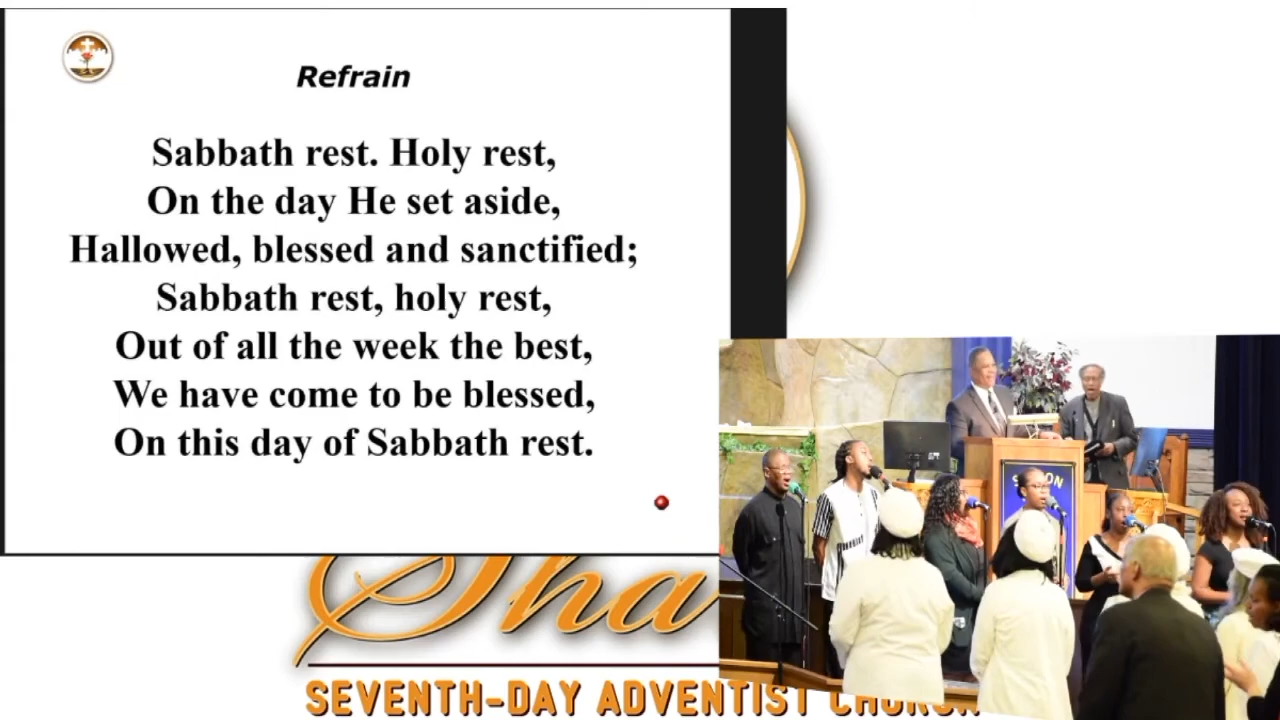 Refrain
Sabbath rest. Holy rest,
On the day He set aside,
Hallowed, blessed and sanctified;
Sabbath rest, holy rest,
Out of all the week the best,
We have come to be blessed,
On this day of Sabbath rest.
Sha
SEVENTH-DAY ADVENTIST CHURCH